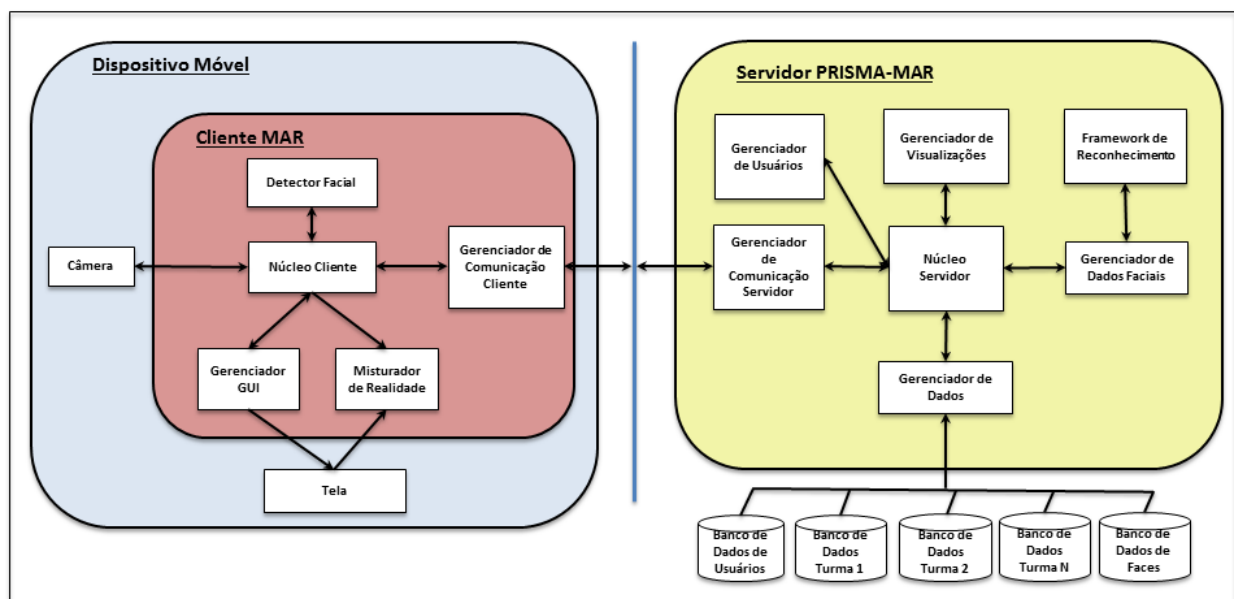 Dispositivo Móvel
Cliente MAR
Detector Facial
Câmera
Núcleo Cliente
Gerenciador de
Comunicação
Cliente
Gerenciador
GUI
Misturador
de Realidade
Tela
Servidor PRISMA-MAR
Gerenciador
de Usuários
Gerenciador de
Visualizações
Framework de
Reconhecimento
Gerenciador
de
Comunicação
Servidor
Núcleo
Servidor
Gerenciador de
Dados Faciais
Gerenciador de
Dados
Banco de
Dados de
Usuários
Banco de
Dados
Turma 1
Banco de
Dados
Turma 2
Banco de
Dados
Turma N
Banco de
Dados de
Faces